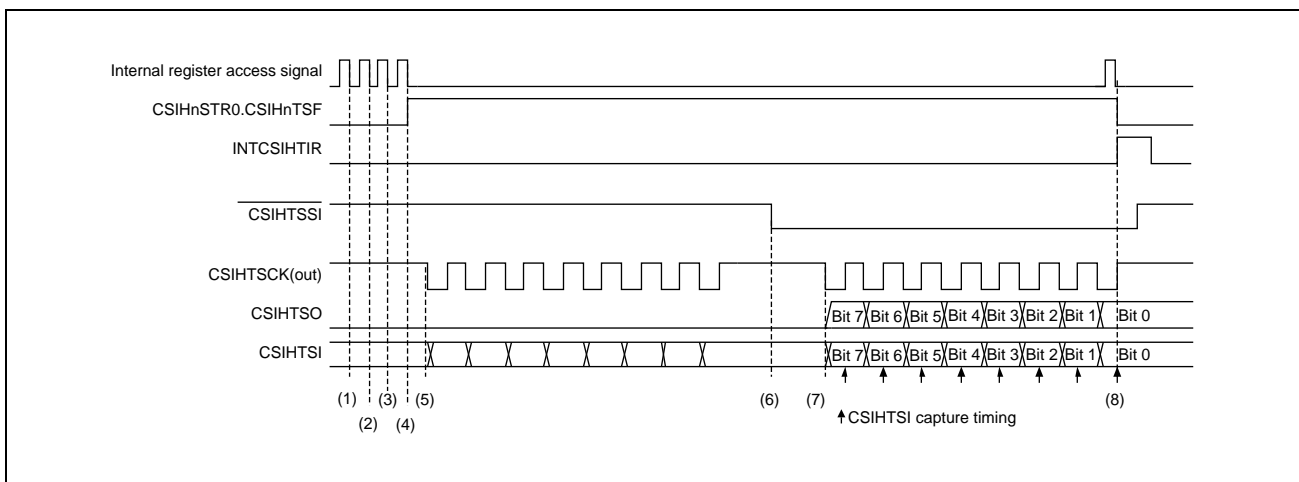 Internal register access signal
CSIHnSTR0.CSIHnTSF
INTCSIHTIR
CSIHTSSI
CSIHTSCK(out)
CSIHTSO
Bit 7 Bit 6 Bit 5 Bit 4 Bit 3 Bit 2 Bit 1 Bit 0
CSIHTSI
Bit 7 Bit 6 Bit 5 Bit 4 Bit 3 Bit 2 Bit 1 Bit 0
(1) (3) (5) (6) (7) (8)
(2) (4)
CSIHTSI capture timing